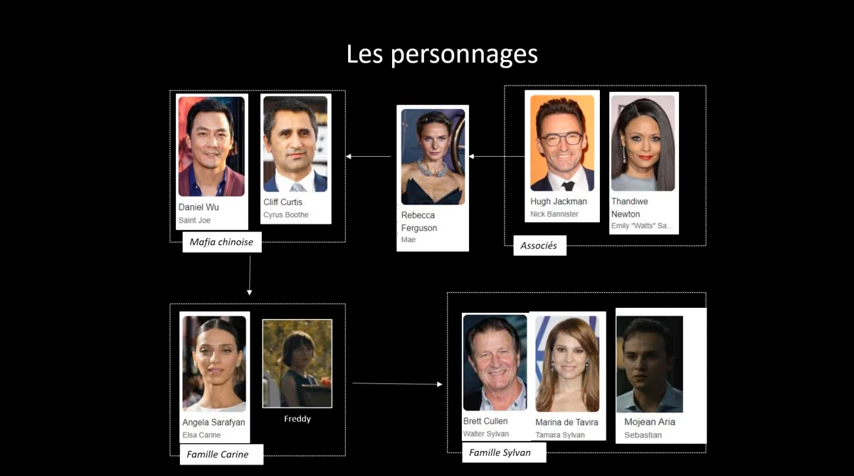 Les personnages
Daniel Wu
Saint Joe
Cliff Curtis
Cyrus Boothe
Mafia chinoise
Rebecca
Ferguson
Mae
Hugh Jackman
Nick Bannister
Thandiwe
Newton
Emily "Watts" Sa...
Associés
Angela Sarafyan
Elsa Carine
Freddy
Famille Carine
Brett Cullen
Walter Sylvan
Marina de Tavira
Tamara Sylvan
Mojean Aria
Sebastian
Famille Sylvan